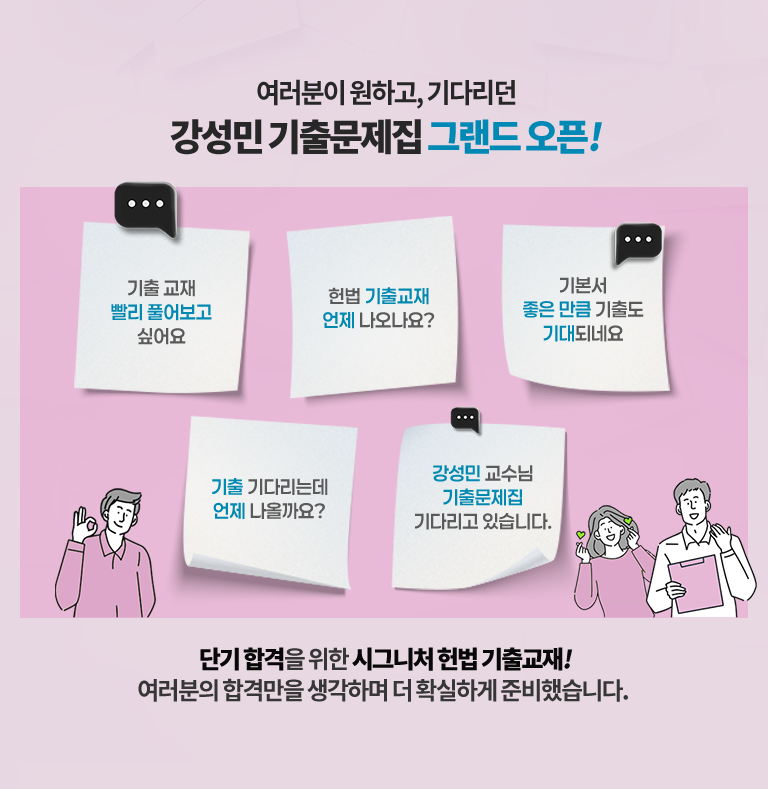 여러분이 원하고, 기다리던
강성민 기출문제집 그랜드 오픈!
기출 교재
빨리 풀어보고
싶어요
헌법 기출교재
언제 나오나요?
기본서
좋은 만큼 기출도
기대되네요
기출 기다리는데
언제 나올까요?
강성민 교수님
기출문제집
기다리고 있습니다.
단기 합격을 위한 시그니처 헌법 기출교재!
여러분의 합격만을 생각하며 더 확실하게 준비했습니다.